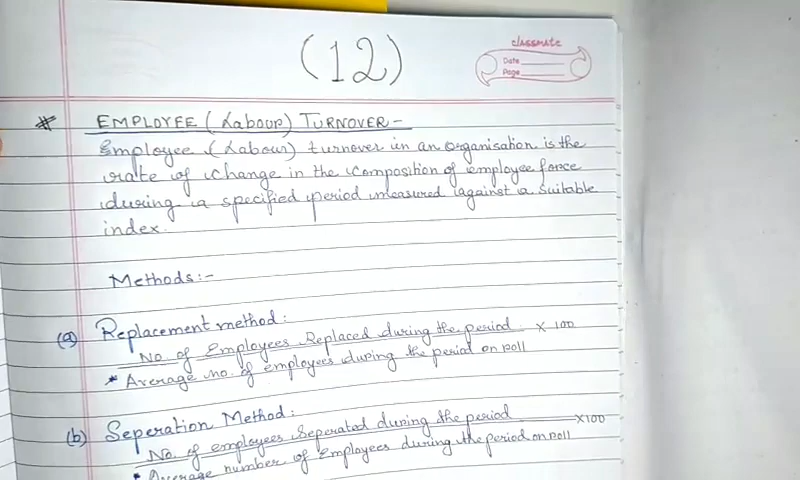 (12)
classmate
Date
Page
* EMPLOYEE (Labour) TURNOVER-
Employee (Labour) turnover in an organisation is the
rate of change in the composition of employee force
during a specified period measured against a suitable
index.
Methods:-
(a) Replacement method:
No. of Employees Replaced during the period. X 100
* Average no. of employees during the period on roll
(b) Seperation Method:
No. of employees Seperated during the period X100
* Average number of Employees during the period on roll